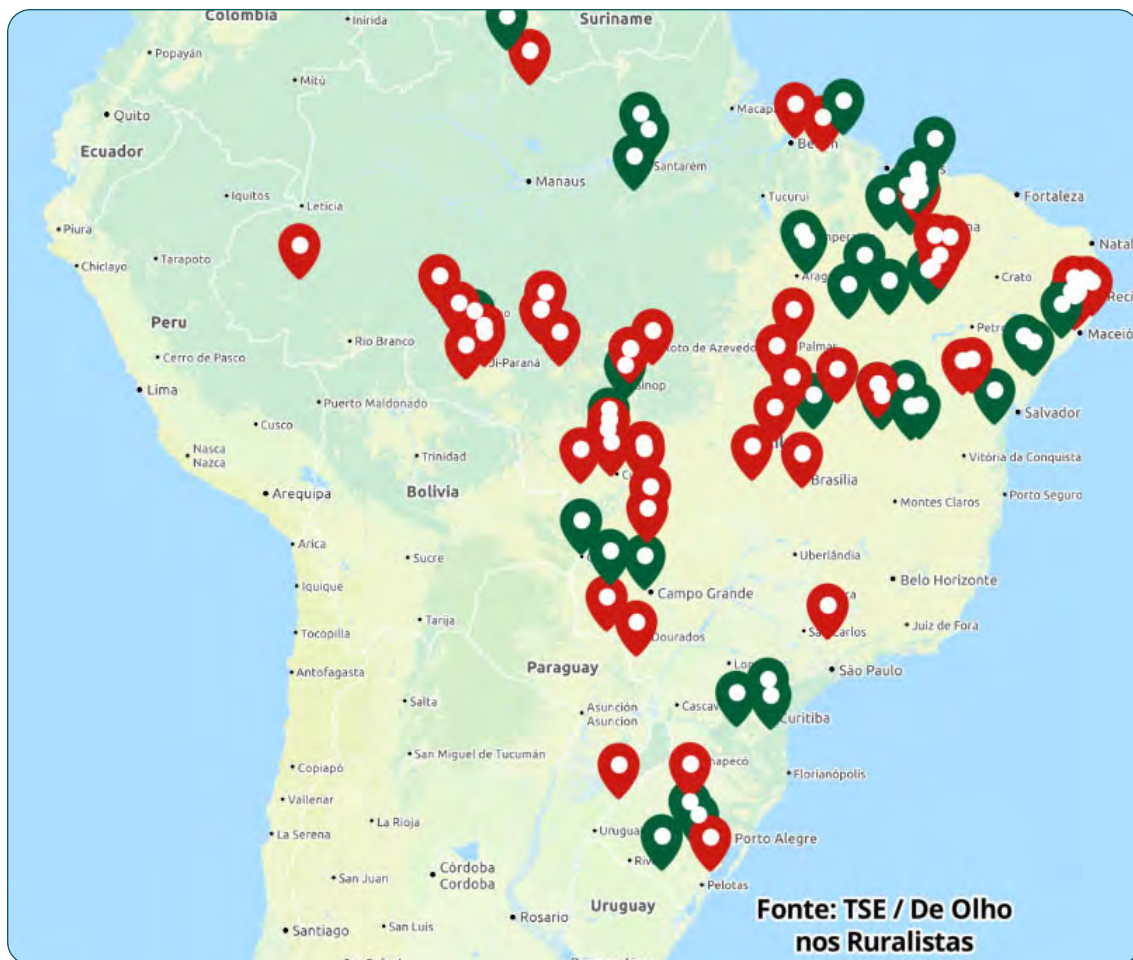 Colombia
Inirida
Suriname
Popayán
Mitú
Quito
Ecuador
Macapá
Santarém
Manaus
Iquitos
Leticia
Tucurui
Fortaleza
Piura
Chiclayo
Tarapoto
Natal
Crato
Peru
Rio Branco
Cerro de Pasco
Ji-Paraná
Palmas
Maceió
Lima
Puerto Maldonado
Sinop
Cusco
Salvador
Nasca
Nazca
Trinidad
Vitória da Conquista
Bolivia
Brasília
Arequipa
Montes Claros
Porto Seguro
Arica
Sucre
Uberlândia
Iquique
Belo Horizonte
Campo Grande
Tarija
Tocopilla
Dourados
São Carlos
Juiz de Fora
Antofagasta
Paraguay
São Paulo
Salta
Asunción
Asuncion
Curitiba
San Miguel de Tucumán
Copiapó
Florianópolis
Vallenar
La Rioja
La Serena
Porto Alegre
Córdoba
Cordoba
San Juan
Pelotas
Uruguay
San Luis
Rosario
Santiago
Fonte: TSE / De Olho
nos Ruralistas